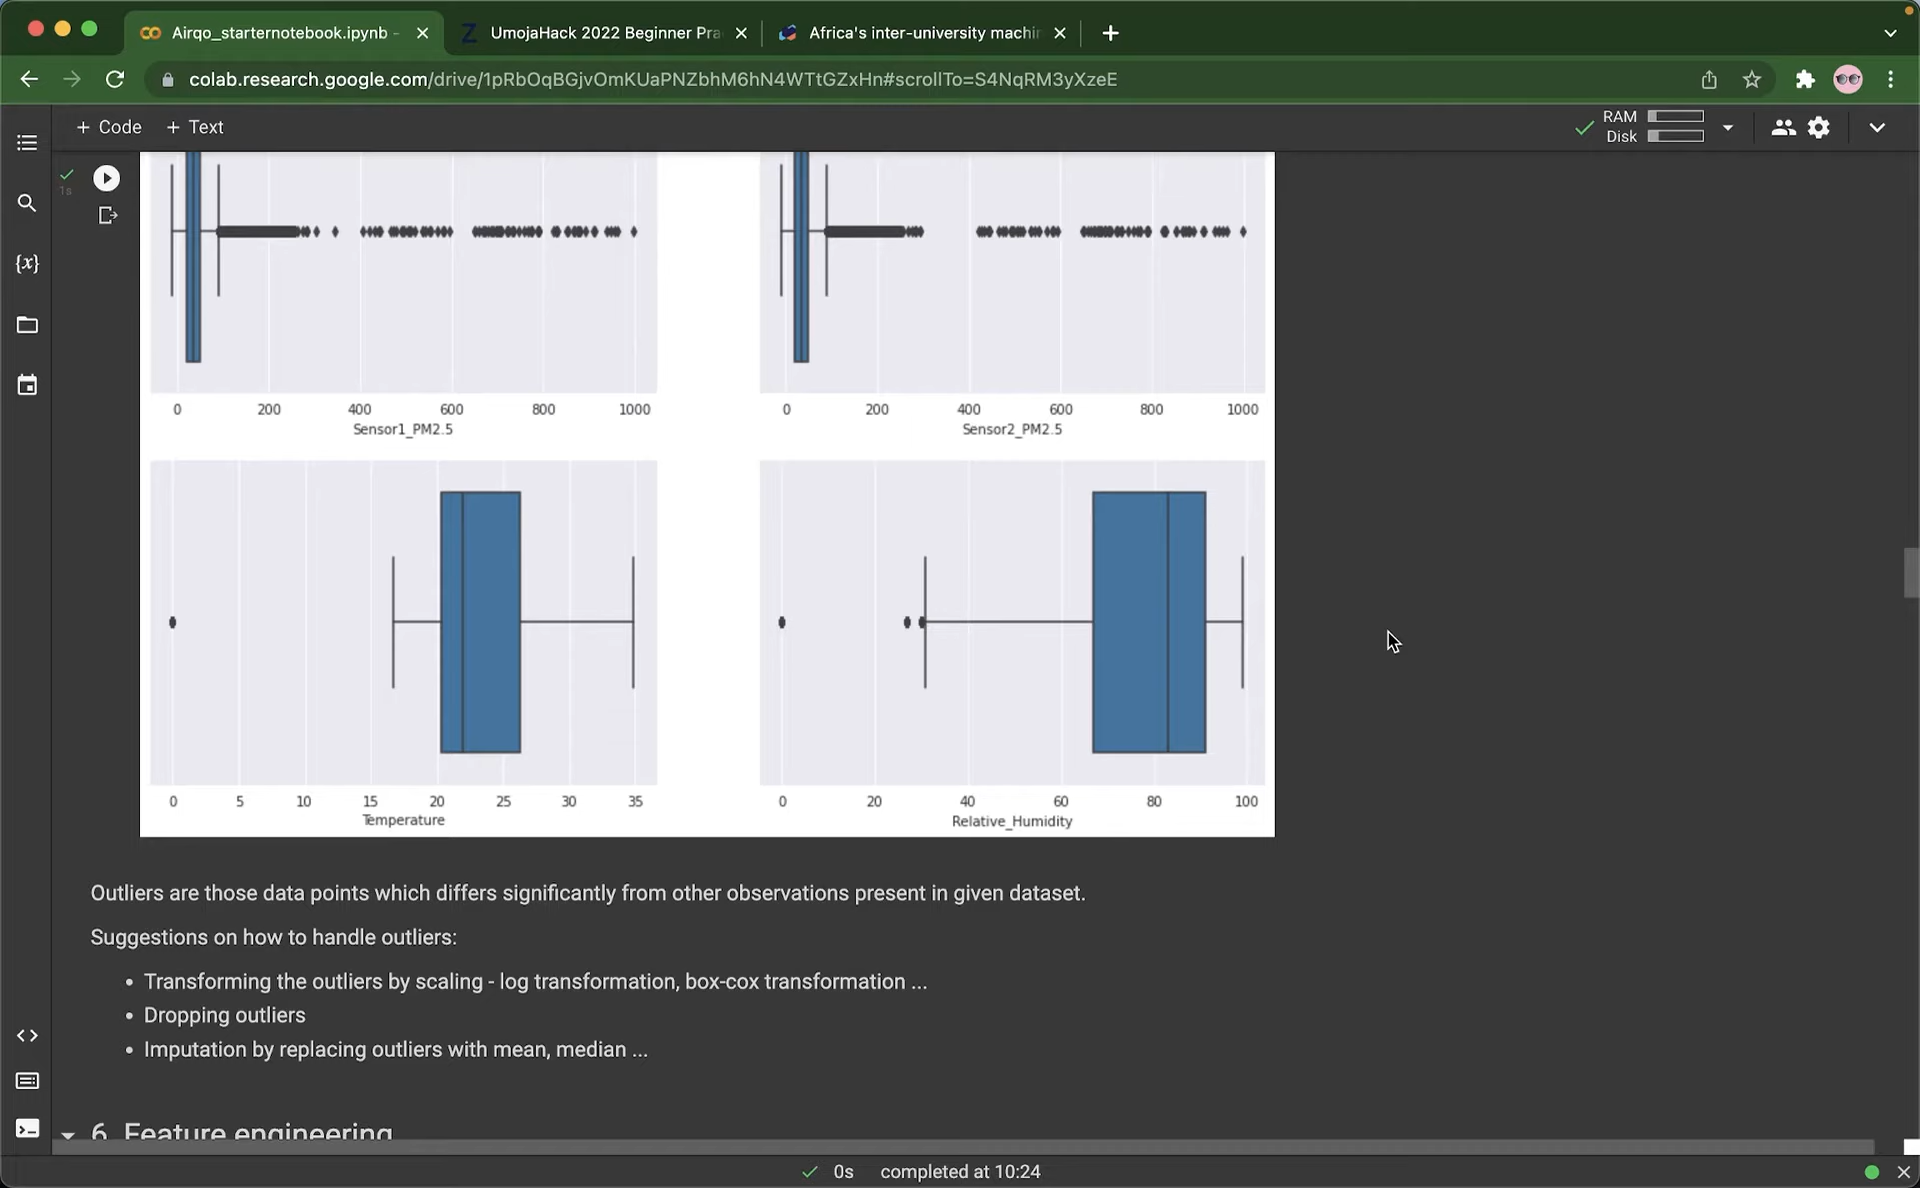 Airqo_starternotebook.ipynb -
UmojaHack 2022 Beginner Pra
Africa's inter-university machin
colab.research.google.com/drive/1pRbOqBGjvOmKUaPNZbhM6hN4WTtGZxHn#scrollTo=S4NqRM3yXzeE
+ Code + Text
RAM
Disk
1s
{x}
0 200 400 600 800 1000
Sensor1_PM2.5
0 200 400 600 800 1000
Sensor2_PM2.5
0 5 10 15 20 25 30 35
Temperature
0 20 40 60 80 100
Relative_Humidity
Outliers are those data points which differs significantly from other observations present in given dataset.
Suggestions on how to handle outliers:
• Transforming the outliers by scaling - log transformation, box-cox transformation ...
• Dropping outliers
• Imputation by replacing outliers with mean, median ...
6. Feature engineering
0s completed at 10:24